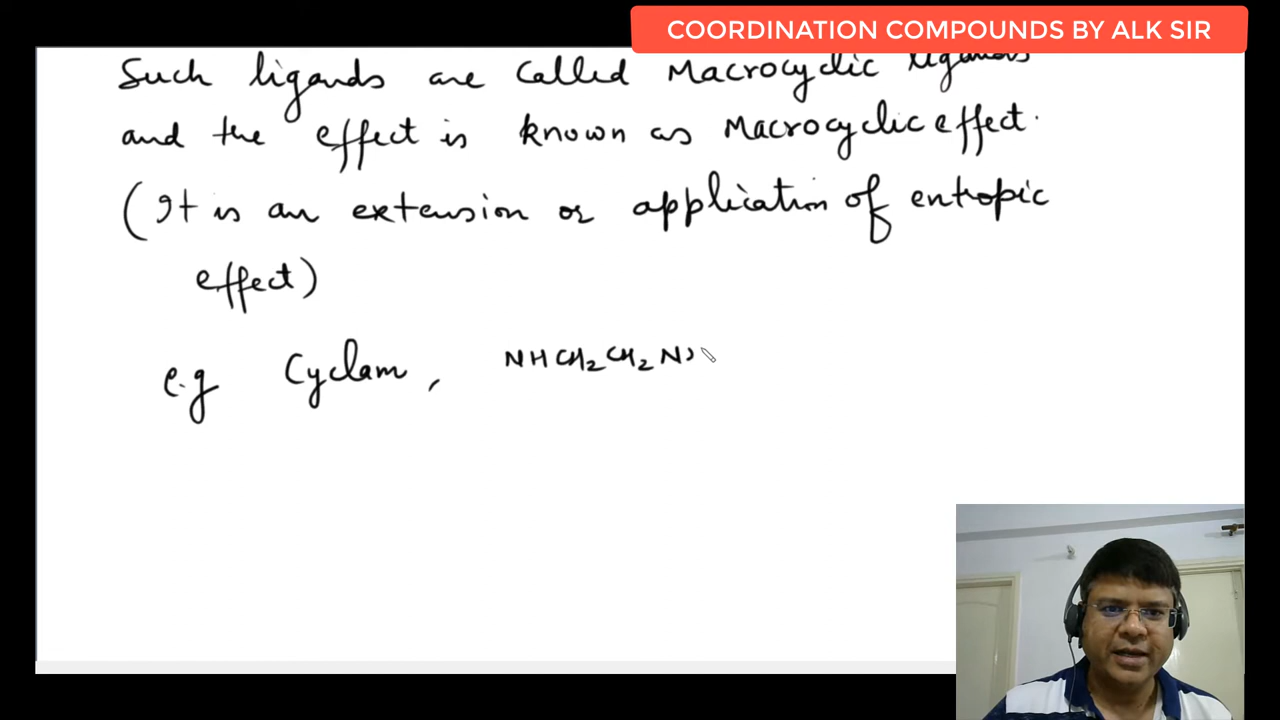 COORDINATION COMPOUNDS BY ALK SIR
Such ligands are called Macrocyclic ligands
and the effect is known as Macrocyclic effect.
(It is an extension or application of entropic
effect)
e.g Cyclam, NHCH₂CH₂N